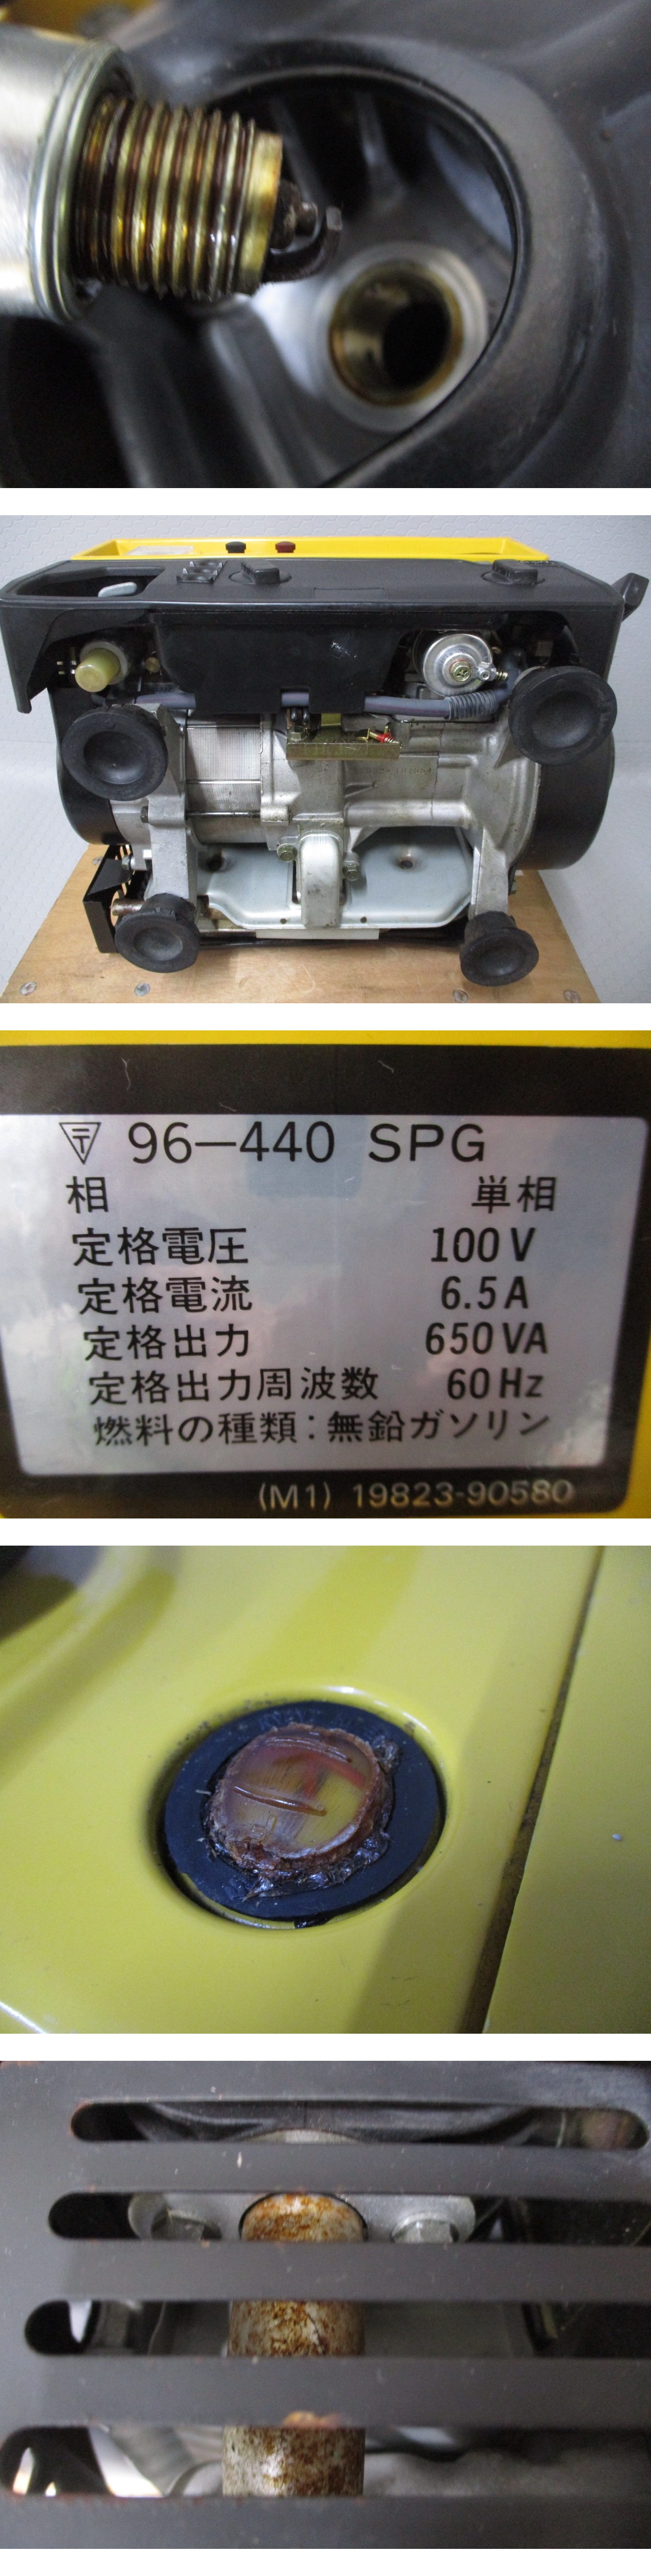 〒 96-440 SPG
相 単相
定格電圧 100V
定格電流 6.5A
定格出力 650VA
定格出力周波数 60Hz
燃料の種類：無鉛ガソリン
(M1) 19823-90580